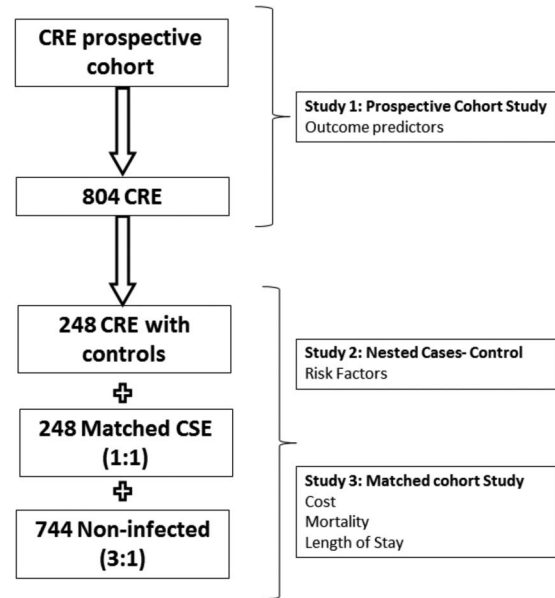 CRE prospective
cohort
Study 1: Prospective Cohort Study
Outcome predictors
804 CRE
248 CRE with
controls
Study 2: Nested Cases- Control
Risk Factors
248 Matched CSE
(1:1)
744 Non-infected
(3:1)
Study 3: Matched cohort Study
Cost
Mortality
Length of Stay